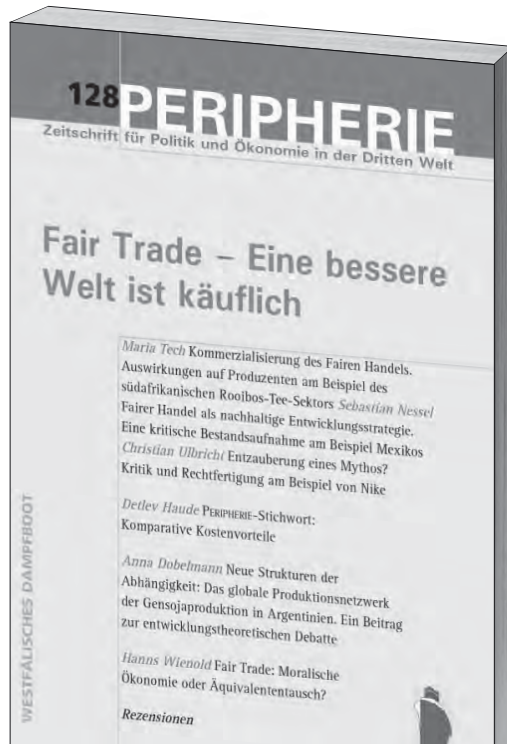 128 PERIPHERIE
Zeitschrift für Politik und Ökonomie in der Dritten Welt
Fair Trade – Eine bessere
Welt ist käuflich
Maria Tech Kommerzialisierung des Fairen Handels.
Auswirkungen auf Produzenten am Beispiel des
südafrikanischen Rooibos-Tee-Sektors Sebastian Nessel
Fairer Handel als nachhaltige Entwicklungsstrategie.
Eine kritische Bestandsaufnahme am Beispiel Mexikos
Christian Ulbricht Entzauberung eines Mythos?
Kritik und Rechtfertigung am Beispiel von Nike
Detlev Haude PERIPHERIE-Stichwort:
Komparative Kostenvorteile
Anna Dobelmann Neue Strukturen der
Abhängigkeit: Das globale Produktionsnetzwerk
der Gensojaproduktion in Argentinien. Ein Beitrag
zur entwicklungstheoretischen Debatte
Hanns Wienold Fair Trade: Moralische
Ökonomie oder Äquivalententausch?
Rezensionen
WESTFÄLISCHES DAMPFBOOT